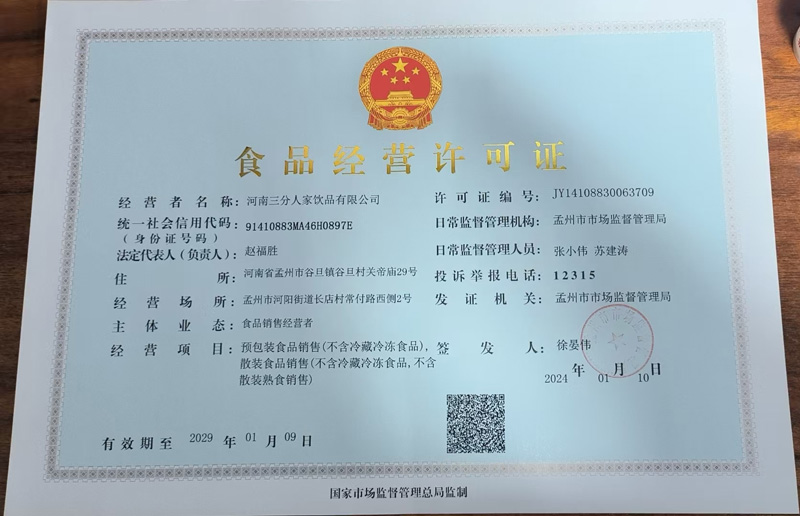 食品经营许可证
经营者名称：河南三分人家饮品有限公司
统一社会信用代码：91410883MA46H0897E
（身份证号码）
法定代表人（负责人）：赵福胜
住所：河南省孟州市谷旦镇谷旦村关帝庙29号
经营场所：孟州市河阳街道长店村常付路西侧2号
主体业态：食品销售经营者
经营项目：预包装食品销售(不含冷藏冷冻食品),
散装食品销售(不含冷藏冷冻食品,不含
散装熟食销售)
有效期至 2029 年 01 月 09 日
许可证编号：JY14108830063709
日常监督管理机构：孟州市市场监督管理局
日常监督管理人员：张小伟 苏建涛
投诉举报电话：12315
发证机关：孟州市市场监督管理局
签发人：徐晏伟
2024 年 01 月 10 日
国家市场监督管理总局监制